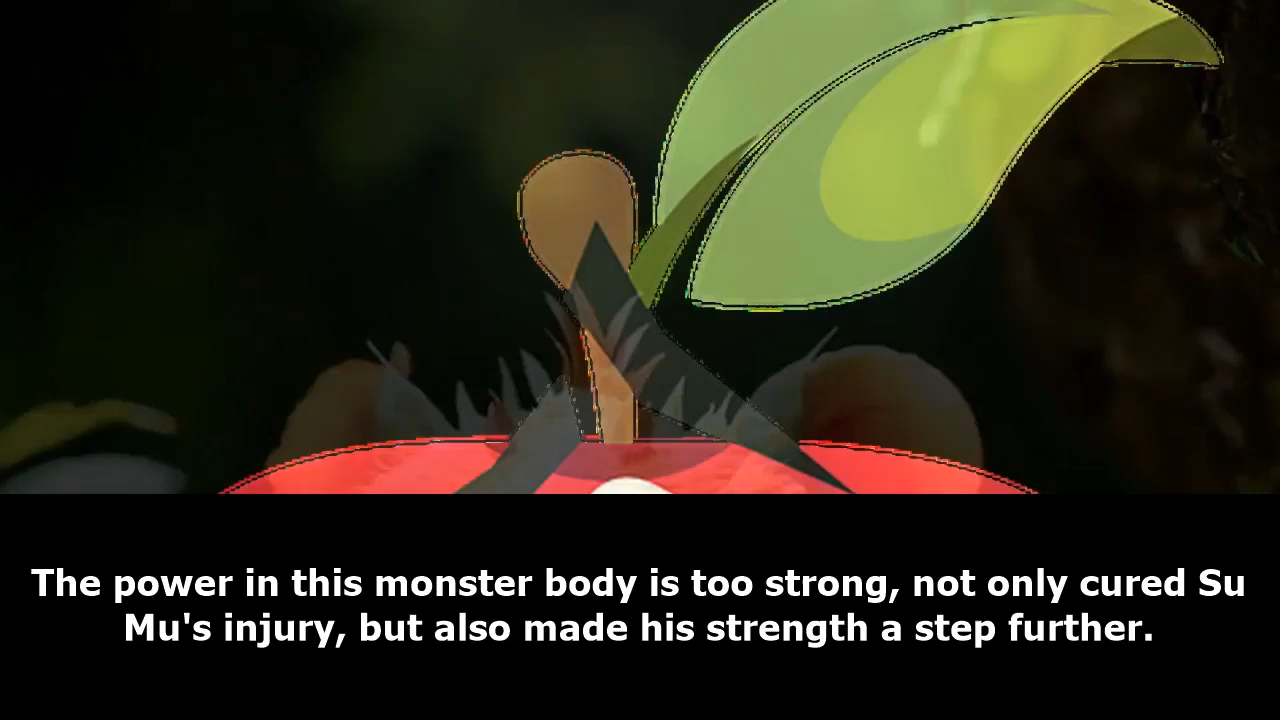 The power in this monster body is too strong, not only cured Su
Mu's injury, but also made his strength a step further.